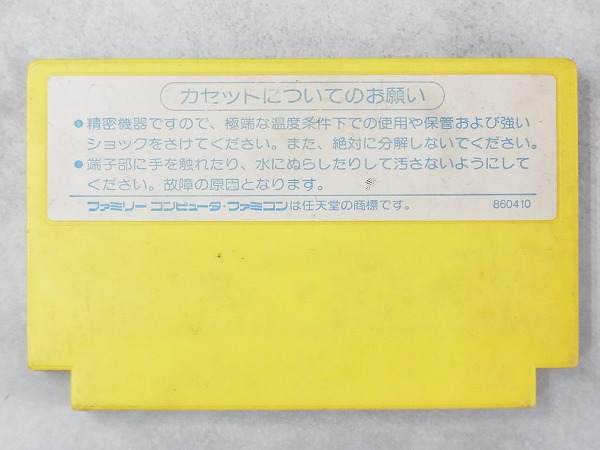 カセットについてのお願い
●精密機器ですので、極端な温度条件下での使用や保管および強い
ショックをさけてください。また、絶対に分解しないでください。
●端子部に手を触れたり、水にぬらしたりして汚さないようにして
ください。故障の原因となります。
ファミリーコンピュータ・ファミコンは任天堂の商標です。 860410